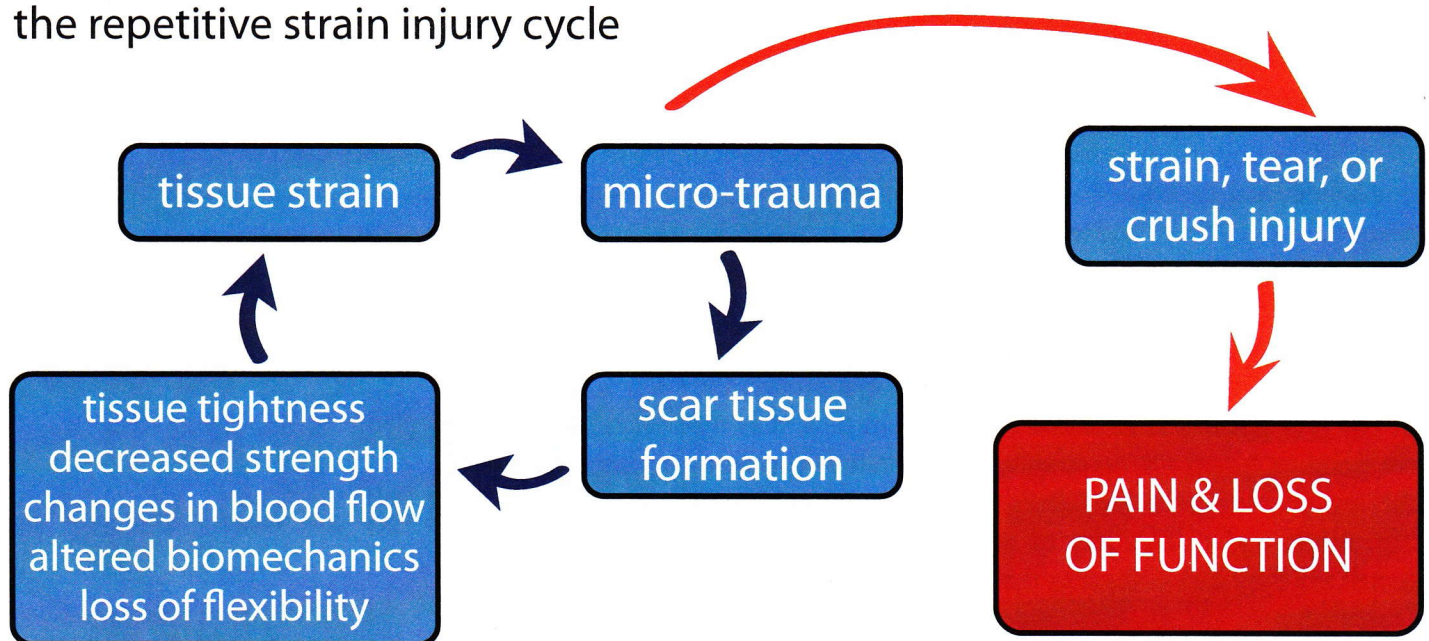 the repetitive strain injury cycle
tissue strain
micro-trauma
strain, tear, or
crush injury
scar tissue
formation
tissue tightness
decreased strength
changes in blood flow
altered biomechanics
loss of flexibility
PAIN & LOSS
OF FUNCTION